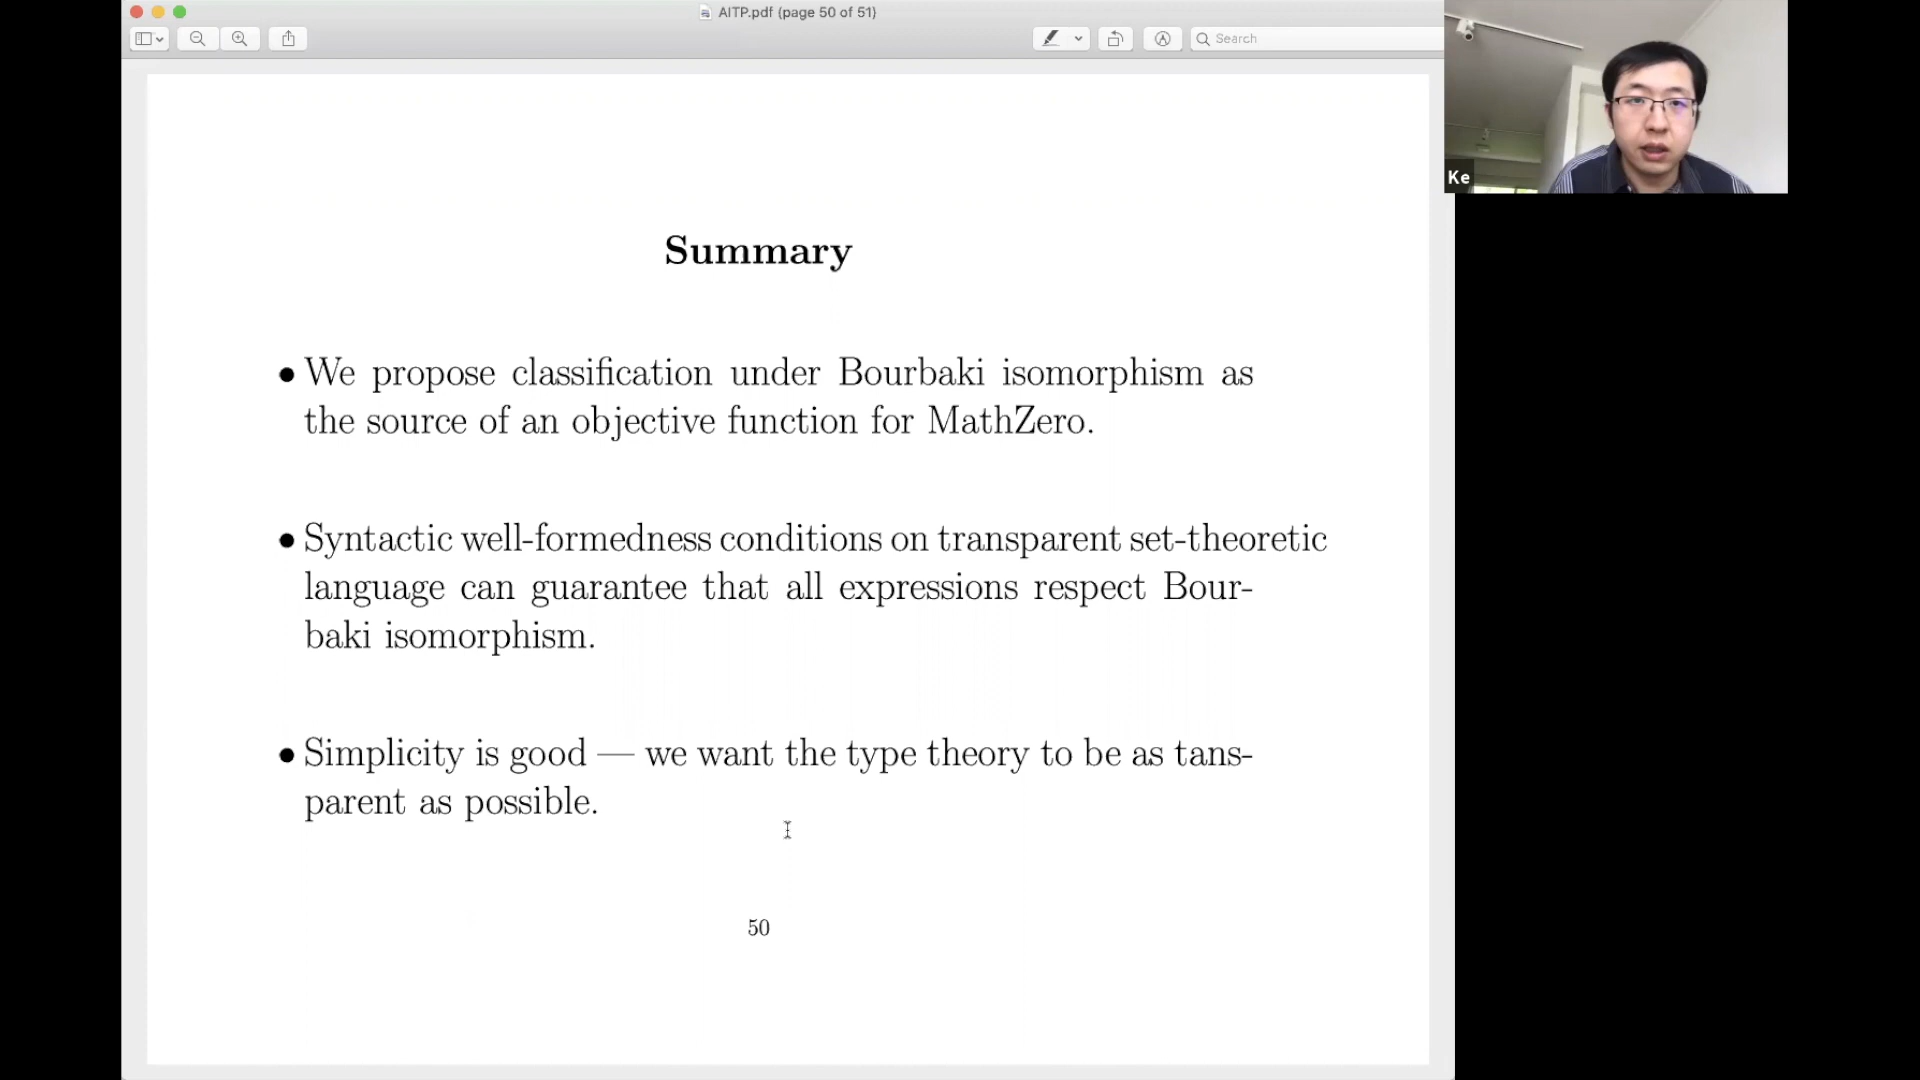 AITP.pdf (page 50 of 51)
Search
Ke
Summary
• We propose classification under Bourbaki isomorphism as
the source of an objective function for MathZero.
• Syntactic well-formedness conditions on transparent set-theoretic
language can guarantee that all expressions respect Bour-
baki isomorphism.
• Simplicity is good — we want the type theory to be as tans-
parent as possible.
50